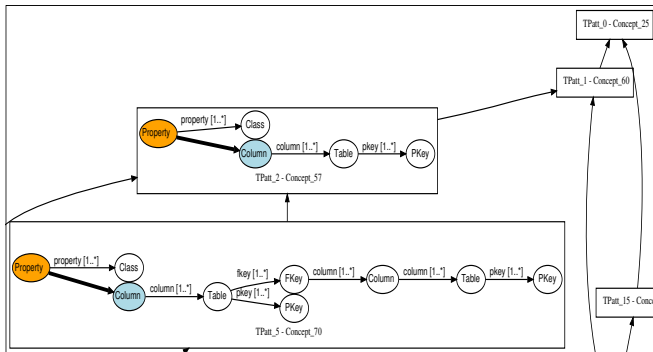 TPatt_0 - Concept_25
TPatt_1 - Concept_60
property [1..*]
Property
Class
Column
column [1..*]
Table
pkey [1..*]
PKey
TPatt_2 - Concept_57
Property
property [1..*]
Class
Column
column [1..*]
Table
fkey [1..*]
FKey
column [1..*]
Column
column [1..*]
Table
pkey [1..*]
PKey
pkey [1..*]
PKey
TPatt_5 - Concept_70
TPatt_15 - Conce